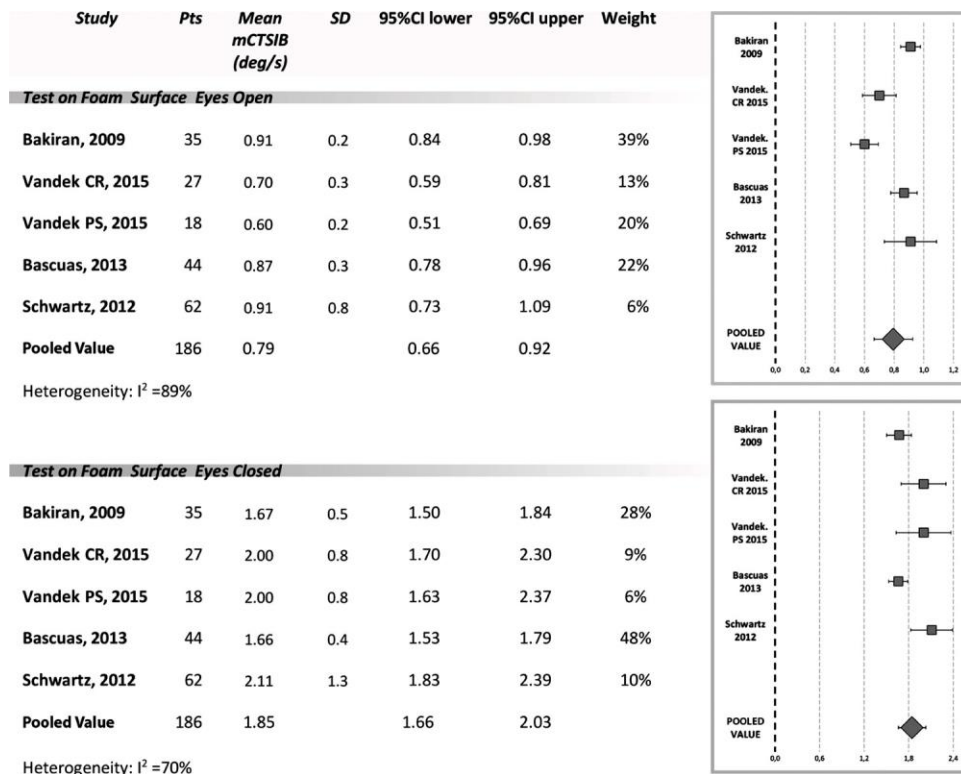 Study Pts Mean mCTSIB (deg/s) SD 95%CI lower 95%CI upper Weight
Test on Foam Surface Eyes Open
Bakiran, 2009 35 0.91 0.2 0.84 0.98 39%
Vandek CR, 2015 27 0.70 0.3 0.59 0.81 13%
Vandek PS, 2015 18 0.60 0.2 0.51 0.69 20%
Bascuas, 2013 44 0.87 0.3 0.78 0.96 22%
Schwartz, 2012 62 0.91 0.8 0.73 1.09 6%
Pooled Value 186 0.79 0.66 0.92
Heterogeneity: I² =89%
Bakiran
2009
Vandek.
CR 2015
Vandek.
PS 2015
Bascuas
2013
Schwartz
2012
POOLED
VALUE
0,0 0,2 0,4 0,6 0,8 1,0 1,2
Test on Foam Surface Eyes Closed
Bakiran, 2009 35 1.67 0.5 1.50 1.84 28%
Vandek CR, 2015 27 2.00 0.8 1.70 2.30 9%
Vandek PS, 2015 18 2.00 0.8 1.63 2.37 6%
Bascuas, 2013 44 1.66 0.4 1.53 1.79 48%
Schwartz, 2012 62 2.11 1.3 1.83 2.39 10%
Pooled Value 186 1.85 1.66 2.03
Heterogeneity: I² =70%
Bakiran
2009
Vandek.
CR 2015
Vandek.
PS 2015
Bascuas
2013
Schwartz
2012
POOLED
VALUE
0,0 0,6 1,2 1,8 2,4